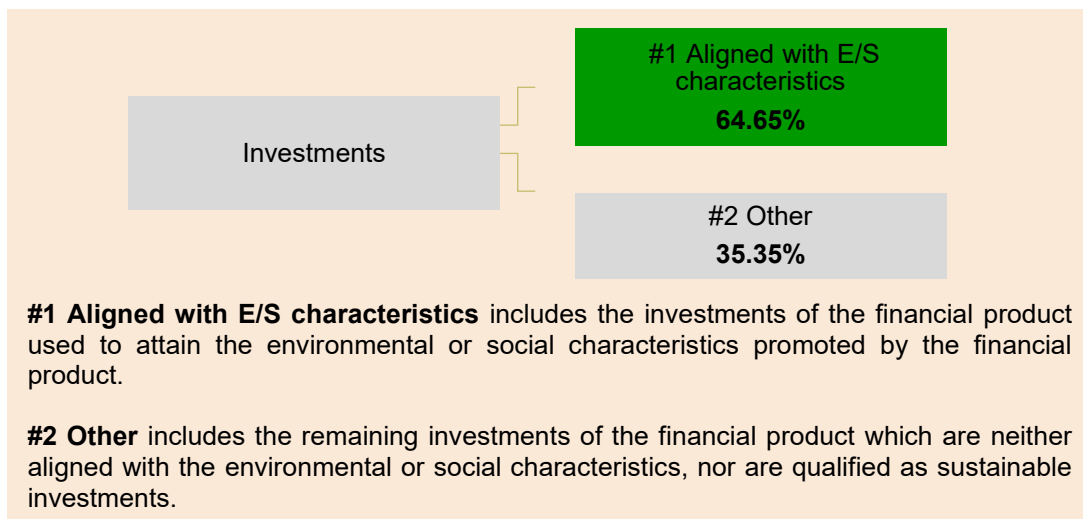 #1 Aligned with E/S
characteristics
64.65%
Investments
#2 Other
35.35%
#1 Aligned with E/S characteristics includes the investments of the financial product
used to attain the environmental or social characteristics promoted by the financial
product.
#2 Other includes the remaining investments of the financial product which are neither
aligned with the environmental or social characteristics, nor are qualified as sustainable
investments.